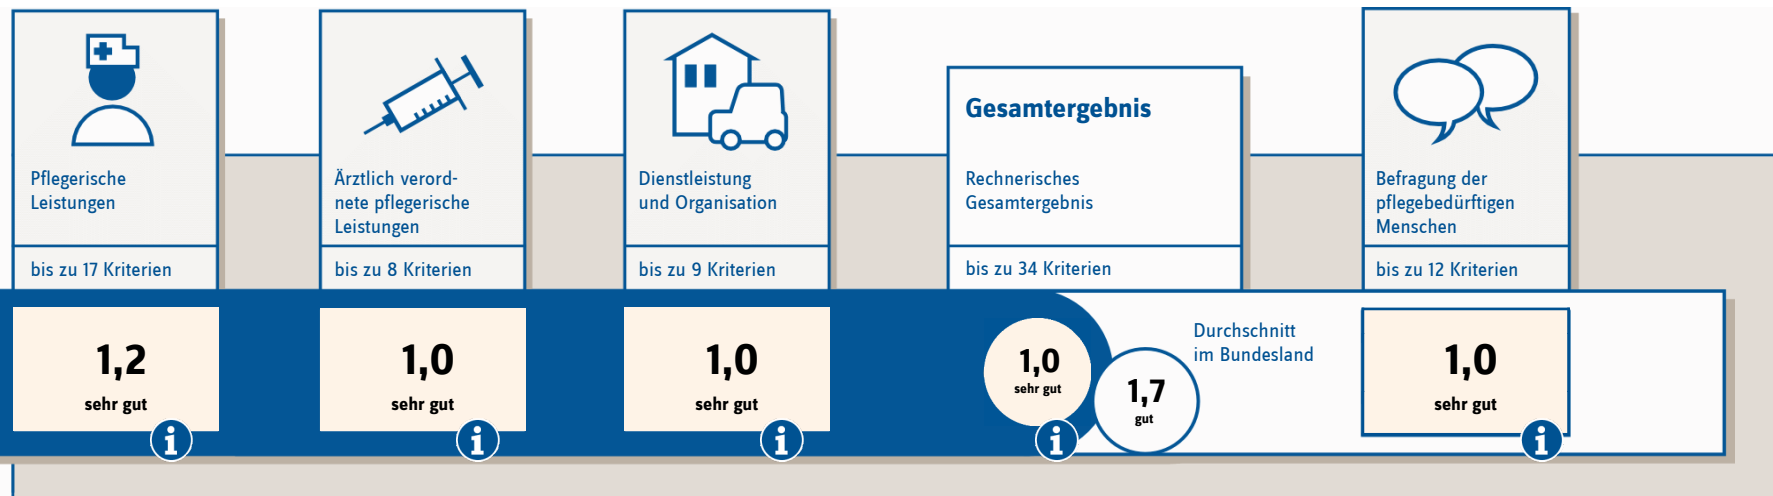 Pflegerische
Leistungen
bis zu 17 Kriterien
1,2
sehr gut
Ärztlich verord-
nete pflegerische
Leistungen
bis zu 8 Kriterien
1,0
sehr gut
Dienstleistung
und Organisation
bis zu 9 Kriterien
1,0
sehr gut
Gesamtergebnis
Rechnerisches
Gesamtergebnis
bis zu 34 Kriterien
1,0
sehr gut
1,7
gut
Durchschnitt
im Bundesland
Befragung der
pflegebedürftigen
Menschen
bis zu 12 Kriterien
1,0
sehr gut